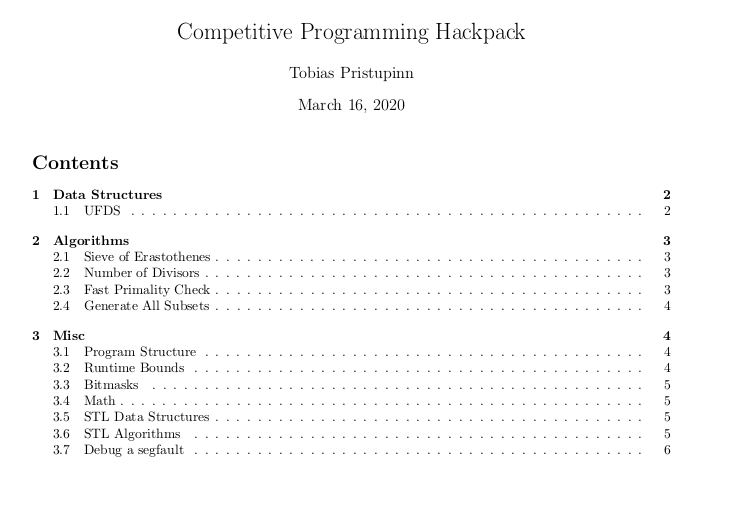 Competitive Programming Hackpack
Tobias Pristupinn
March 16, 2020
Contents
1 Data Structures 2
1.1 UFDS . . . . . . . . . . . . . . . . . . . . . . . . . . . . . . . . . . . . . . . . . . . . . . . . . 2
2 Algorithms 3
2.1 Sieve of Erastothenes . . . . . . . . . . . . . . . . . . . . . . . . . . . . . . . . . . . . . . . . . 3
2.2 Number of Divisors . . . . . . . . . . . . . . . . . . . . . . . . . . . . . . . . . . . . . . . . . . 3
2.3 Fast Primality Check . . . . . . . . . . . . . . . . . . . . . . . . . . . . . . . . . . . . . . . . . 3
2.4 Generate All Subsets . . . . . . . . . . . . . . . . . . . . . . . . . . . . . . . . . . . . . . . . . 4
3 Misc 4
3.1 Program Structure . . . . . . . . . . . . . . . . . . . . . . . . . . . . . . . . . . . . . . . . . . 4
3.2 Runtime Bounds . . . . . . . . . . . . . . . . . . . . . . . . . . . . . . . . . . . . . . . . . . . 4
3.3 Bitmasks . . . . . . . . . . . . . . . . . . . . . . . . . . . . . . . . . . . . . . . . . . . . . . . 5
3.4 Math . . . . . . . . . . . . . . . . . . . . . . . . . . . . . . . . . . . . . . . . . . . . . . . . . . 5
3.5 STL Data Structures . . . . . . . . . . . . . . . . . . . . . . . . . . . . . . . . . . . . . . . . . 5
3.6 STL Algorithms . . . . . . . . . . . . . . . . . . . . . . . . . . . . . . . . . . . . . . . . . . . 5
3.7 Debug a segfault . . . . . . . . . . . . . . . . . . . . . . . . . . . . . . . . . . . . . . . . . . . 6